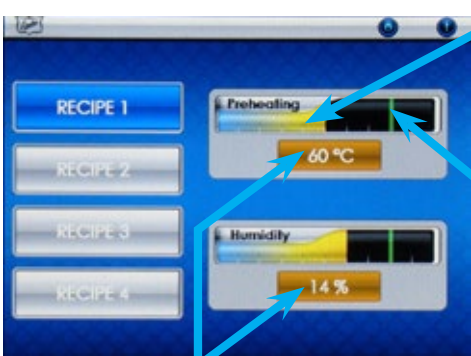 RECIPE 1
Preheating
60 °C
RECIPE 2
RECIPE 3
Humidity
14 %
RECIPE 4